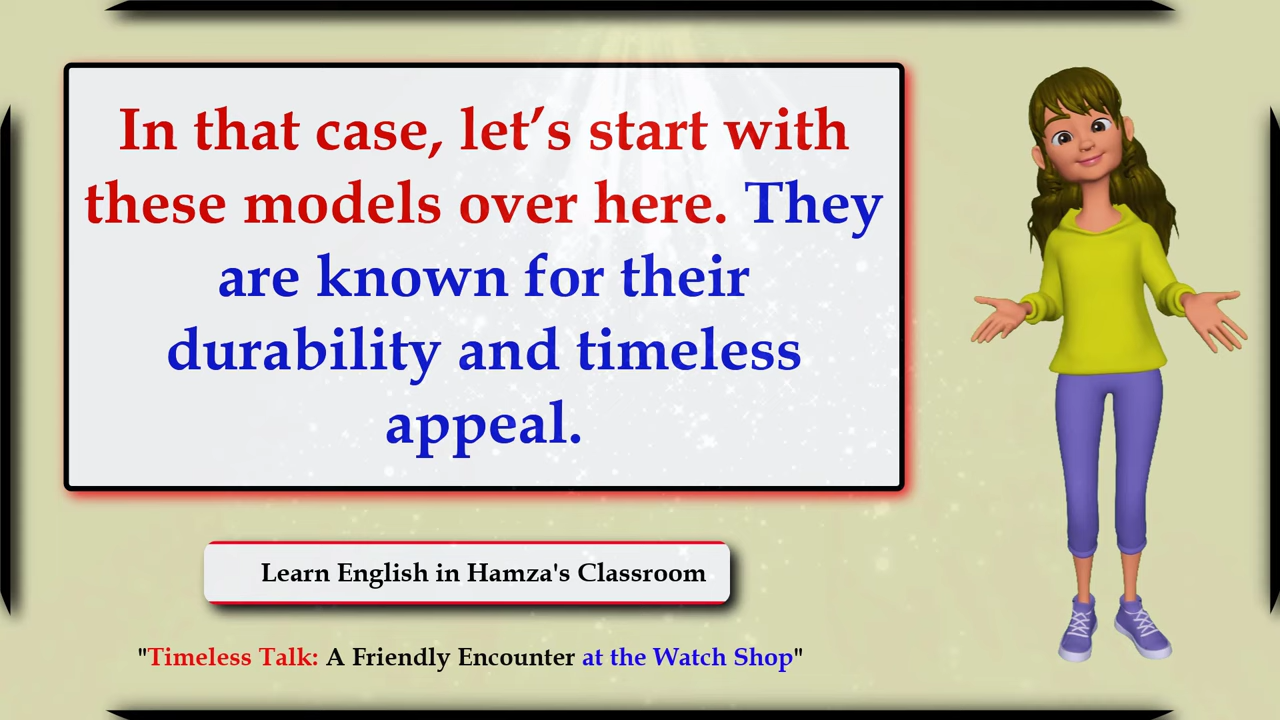 In that case, let’s start with
these models over here. They
are known for their
durability and timeless
appeal.
Learn English in Hamza's Classroom
"Timeless Talk: A Friendly Encounter at the Watch Shop"